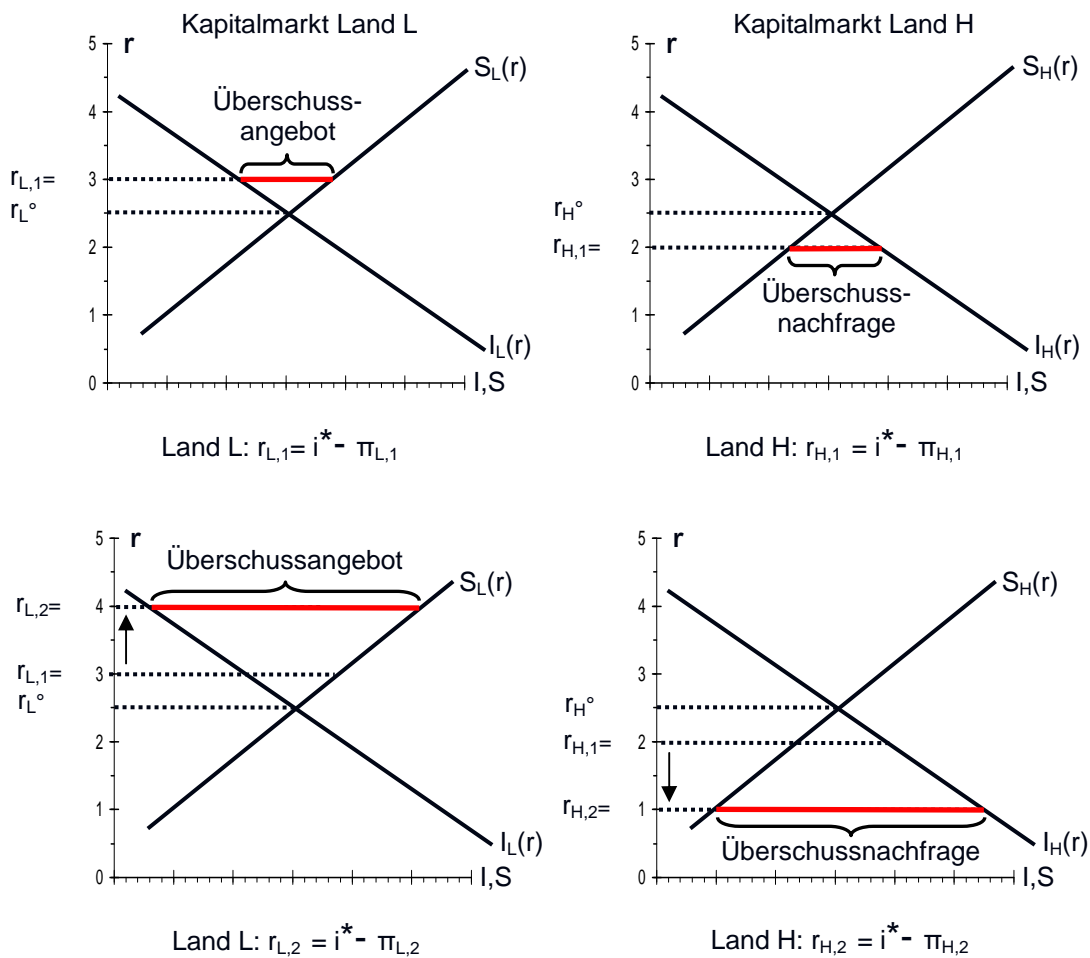 Kapitalmarkt Land L
5
r
S_L(r)
Überschuss-
angebot
4
r_L,1=
3
r_L°
2
1
I_L(r)
0
I,S
Land L: r_L,1= i*- π_L,1
Kapitalmarkt Land H
5
r
S_H(r)
4
3
r_H°
r_H,1=
2
Überschuss-
nachfrage
1
I_H(r)
0
I,S
Land H: r_H,1 = i*- π_H,1
5
r
Überschussangebot
S_L(r)
r_L,2=
4
r_L,1=
3
r_L°
2
1
I_L(r)
0
I,S
Land L: r_L,2 = i*- π_L,2
5
r
S_H(r)
4
3
r_H°
r_H,1=
2
r_H,2=
1
Überschussnachfrage
I_H(r)
0
I,S
Land H: r_H,2 = i*- π_H,2